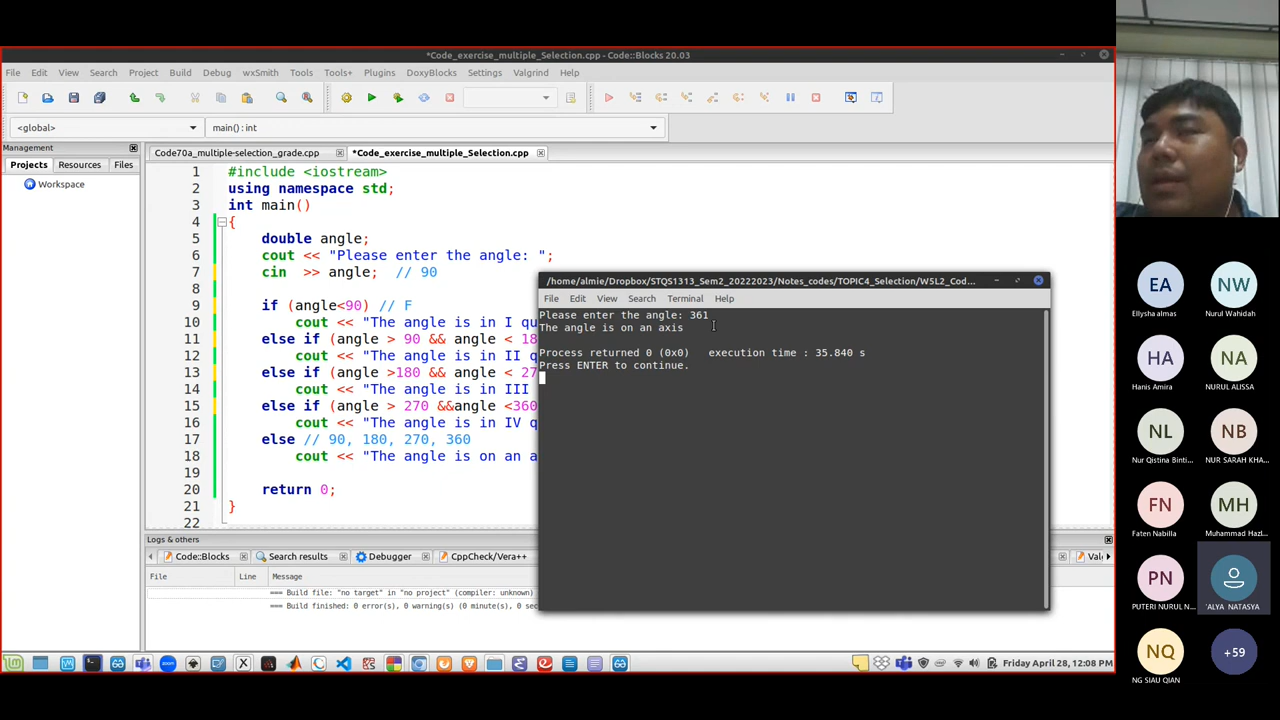 *Code_exercise_multiple_Selection.cpp - Code::Blocks 20.03
File Edit View Search Project Build Debug wxSmith Tools Tools+ Plugins DoxyBlocks Settings Valgrind Help
<global> main() : int
Management
Projects Resources Files
Workspace
Code70a_multiple-selection_grade.cpp *Code_exercise_multiple_Selection.cpp
1 #include <iostream>
2 using namespace std;
3 int main()
4 {
5 double angle;
6 cout << "Please enter the angle: ";
7 cin >> angle; // 90
8
9 if (angle<90) // F
10 cout << "The angle is in I qu
11 else if (angle > 90 && angle < 18
12 cout << "The angle is in II q
13 else if (angle >180 && angle < 27
14 cout << "The angle is in III
15 else if (angle > 270 &&angle <360
16 cout << "The angle is in IV q
17 else // 90, 180, 270, 360
18 cout << "The angle is on an a
19
20 return 0;
21 }
22
/home/almie/Dropbox/STQS1313_Sem2_20222023/Notes_codes/TOPIC4_Selection/WSL2_Cod...
File Edit View Search Terminal Help
Please enter the angle: 361
The angle is on an axis
Process returned 0 (0x0) execution time : 35.840 s
Press ENTER to continue.
Logs & others
Code::Blocks Search results Debugger CppCheck/Vera++ Val
File Line Message
=== Build file: "no target" in "no project" (compiler: unknown)
=== Build finished: 0 error(s), 0 warning(s) (0 minute(s), 0 sec
Friday April 28, 12:08 PM
EA NW
Ellysha almas Nurul Wahidah
HA NA
Hanis Amira NURUL ALISSA
NL NB
Nur Qistina Binti... NUR SARAH KHA...
FN MH
Faten Nabilla Muhammad Hazi...
PN
PUTERI NURUL N... 'ALYA NATASYA
NQ +59
NG SIAU QIAN